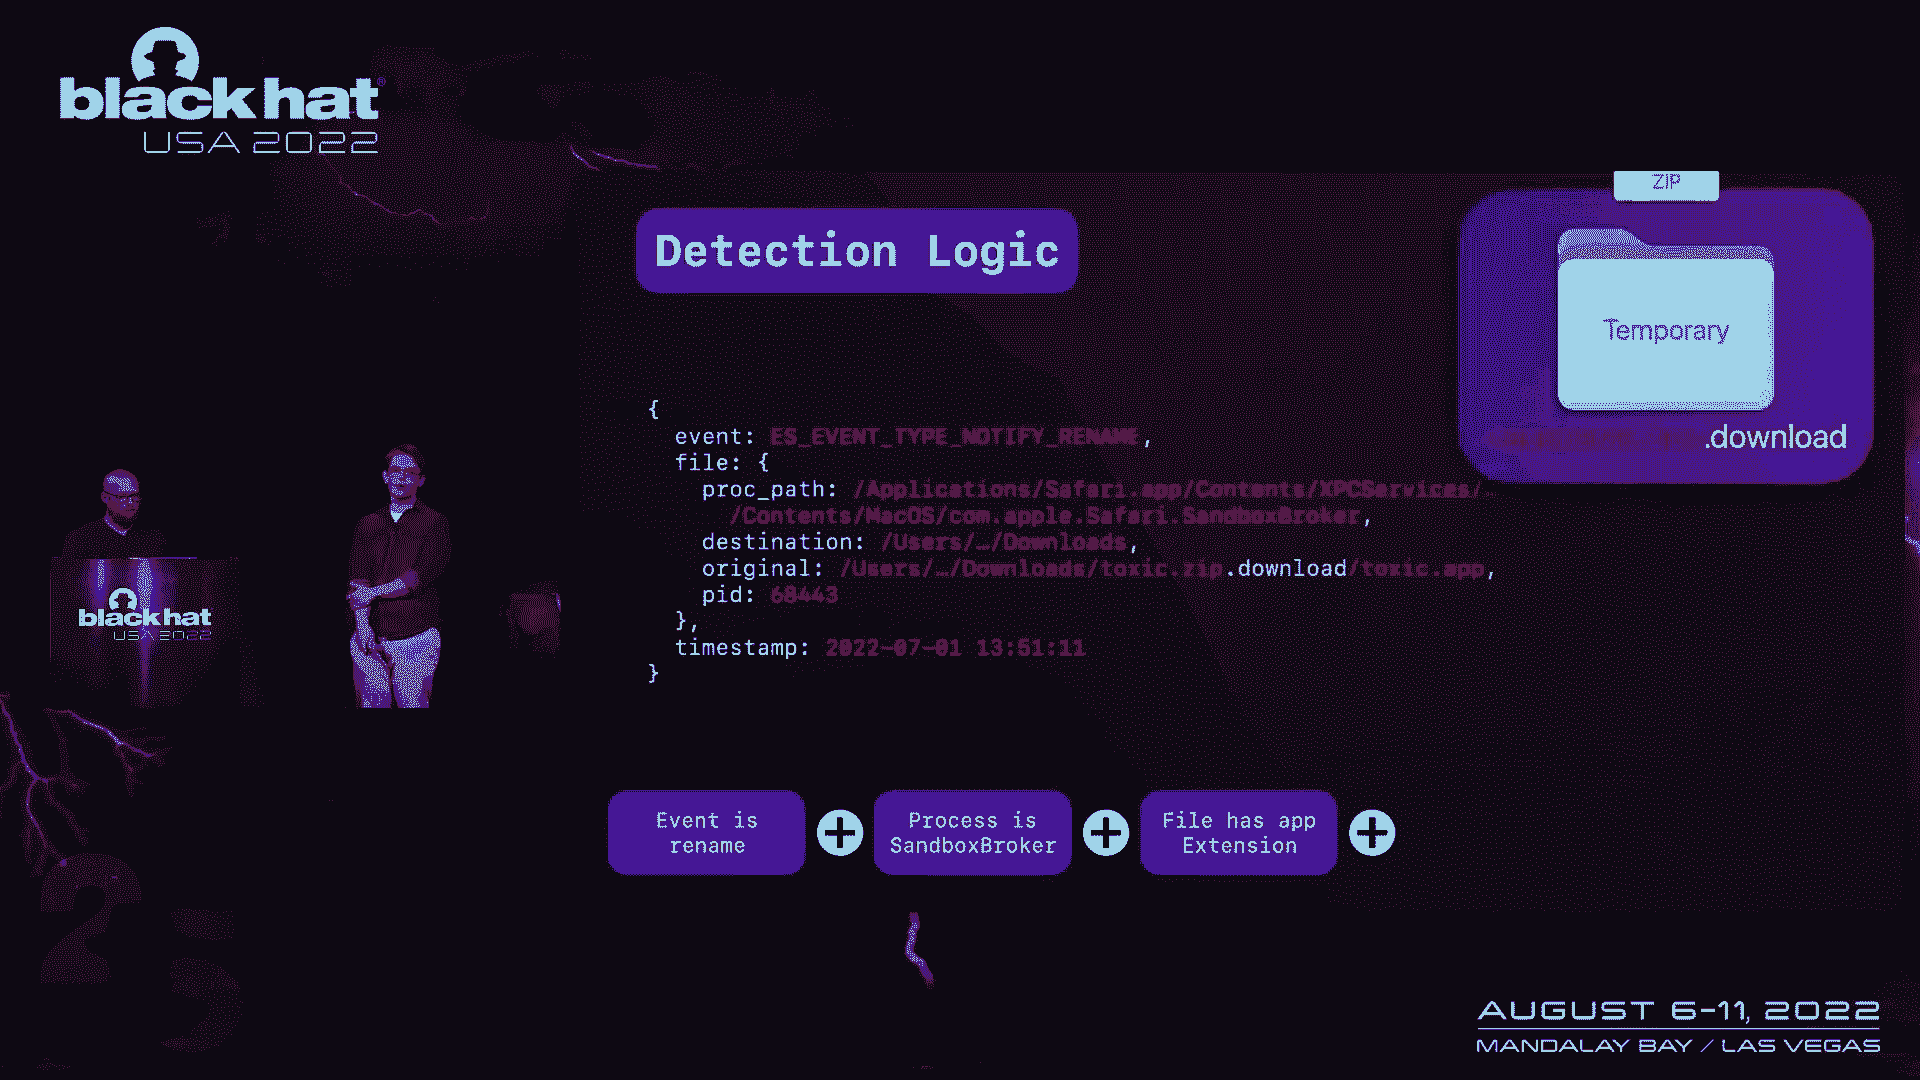 black hat
USA 2022
Detection Logic
ZIP
Temporary
.download
{
event: ES_EVENT_TYPE_NOTIFY_RENAME,
file: {
proc_path: /Applications/Safari.app/Contents/XPCServices/…
/Contents/MacOS/com.apple.Safari.SandboxBroker,
destination: /Users/…/Downloads,
original: /Users/…/Downloads/toxic.zip.download/toxic.app,
pid: 68443
},
timestamp: 2022-07-01 13:51:11
}
black hat
USA 2022
Event is
rename
Process is
SandboxBroker
File has app
Extension
25
AUGUST 6-11, 2022
MANDALAY BAY / LAS VEGAS